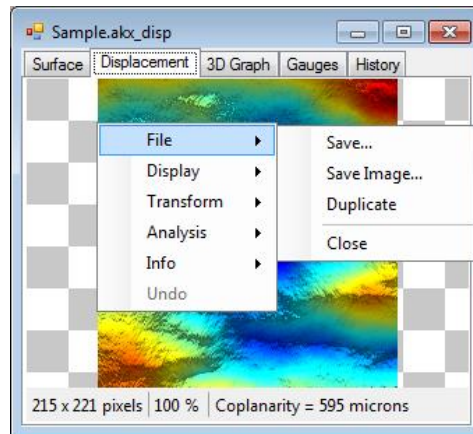 Sample.akx_disp
Surface Displacement 3D Graph Gauges History
File
Display
Transform
Analysis
Info
Undo
Save...
Save Image...
Duplicate
Close
215 x 221 pixels 100 % Coplanarity = 595 microns